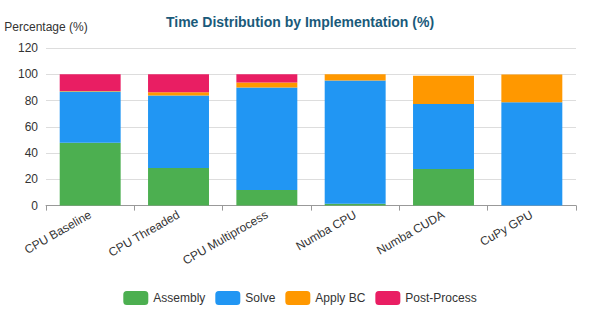 Time Distribution by Implementation (%)
Percentage (%)
120
100
80
60
40
20
0
CPU Baseline
CPU Threaded
CPU Multiprocess
Numba CPU
Numba CUDA
CuPy GPU
Assembly Solve Apply BC Post-Process